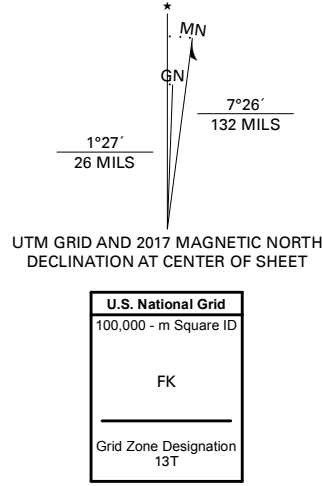 ★
MN
GN
1°27´
26 MILS
7°26´
132 MILS
UTM GRID AND 2017 MAGNETIC NORTH
DECLINATION AT CENTER OF SHEET
U.S. National Grid
100,000 - m Square ID
FK
Grid Zone Designation
13T